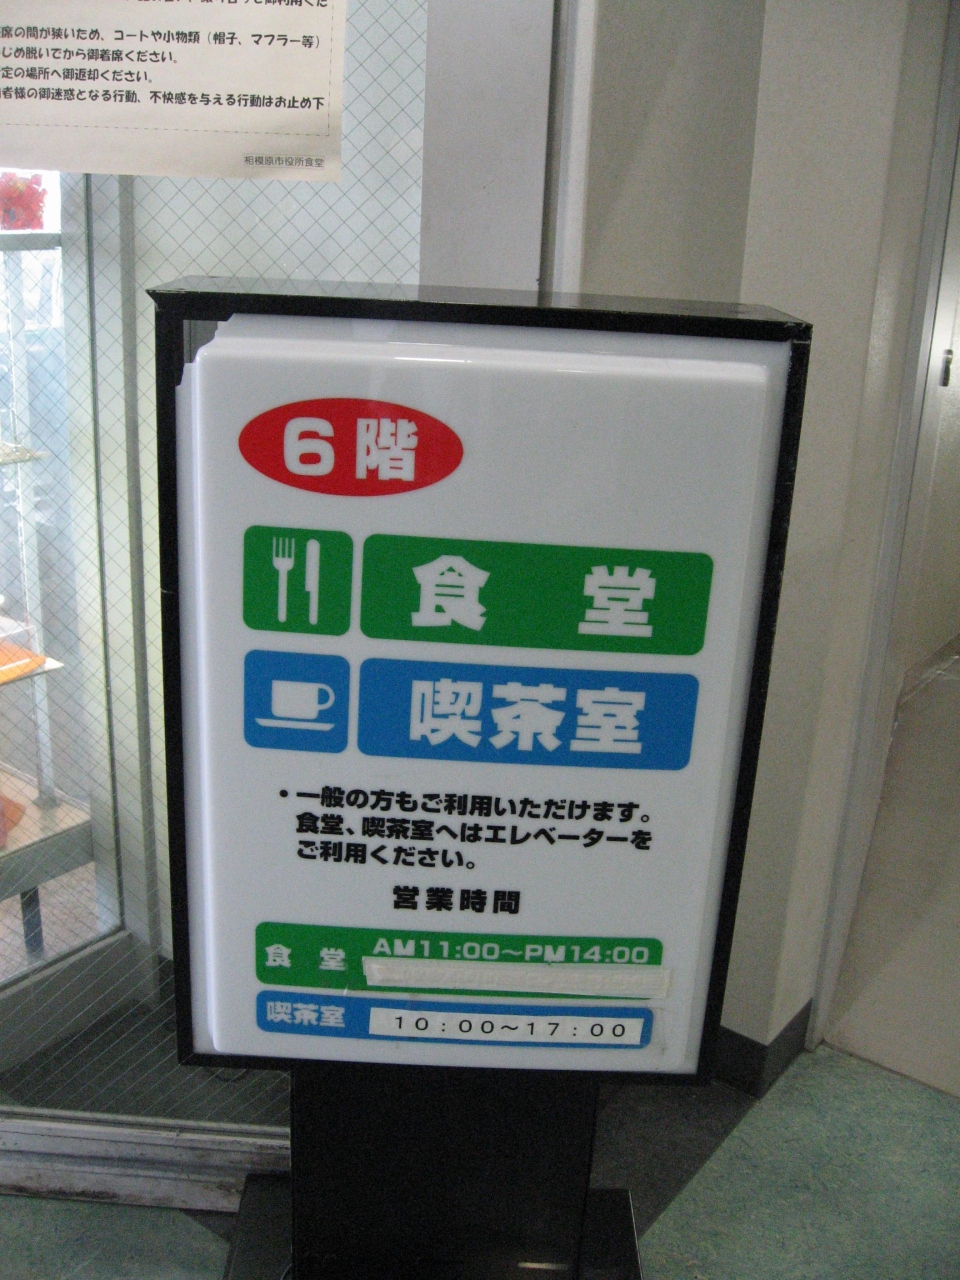 席の間が狭いため、コートや小物類(帽子、マフラー等)
じめ脱いでから御着席ください。
定の場所へ御返却ください。
者様の御迷惑となる行動、不快感を与える行動はお止め下
相模原市役所食堂
6階
食堂
喫茶室
・一般の方もご利用いただけます。
食堂、喫茶室へはエレベーターを
ご利用ください。
営業時間
食堂 AM11:00〜PM14:00
喫茶室 10:00〜17:00